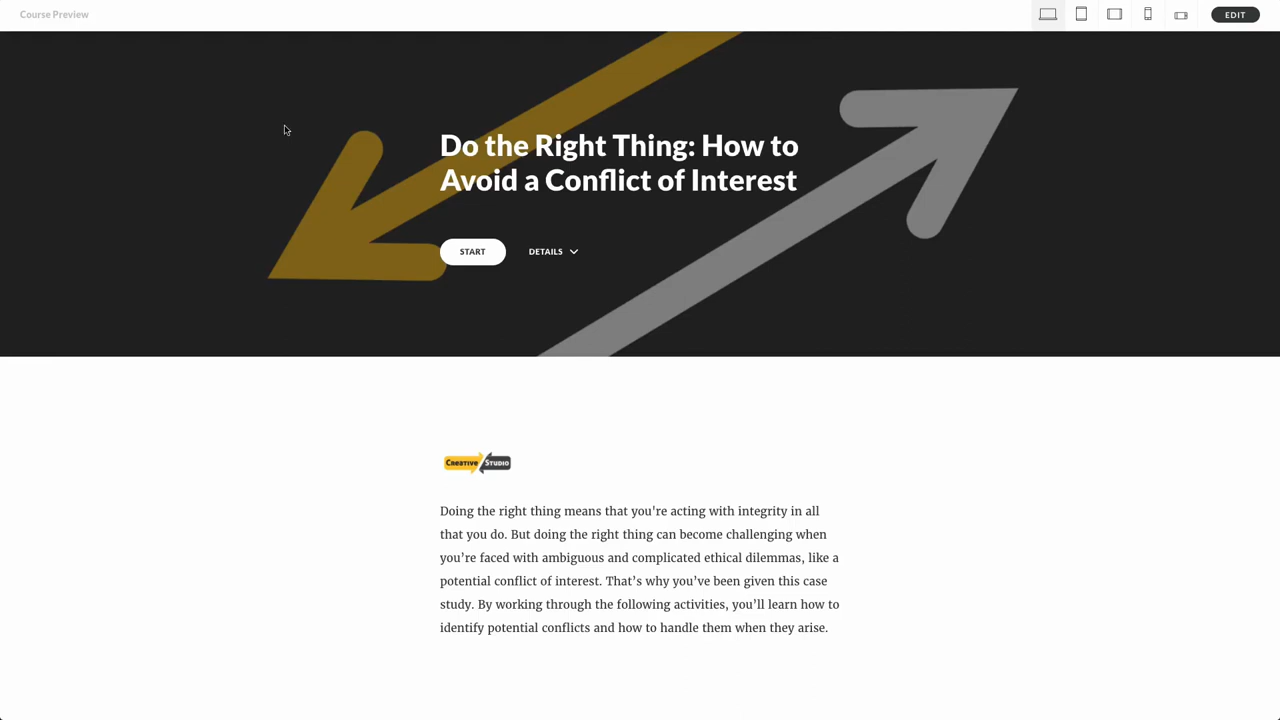 Course Preview
EDIT
Do the Right Thing: How to
Avoid a Conflict of Interest
START
DETAILS
Creative Studio
Doing the right thing means that you're acting with integrity in all
that you do. But doing the right thing can become challenging when
you’re faced with ambiguous and complicated ethical dilemmas, like a
potential conflict of interest. That’s why you’ve been given this case
study. By working through the following activities, you’ll learn how to
identify potential conflicts and how to handle them when they arise.